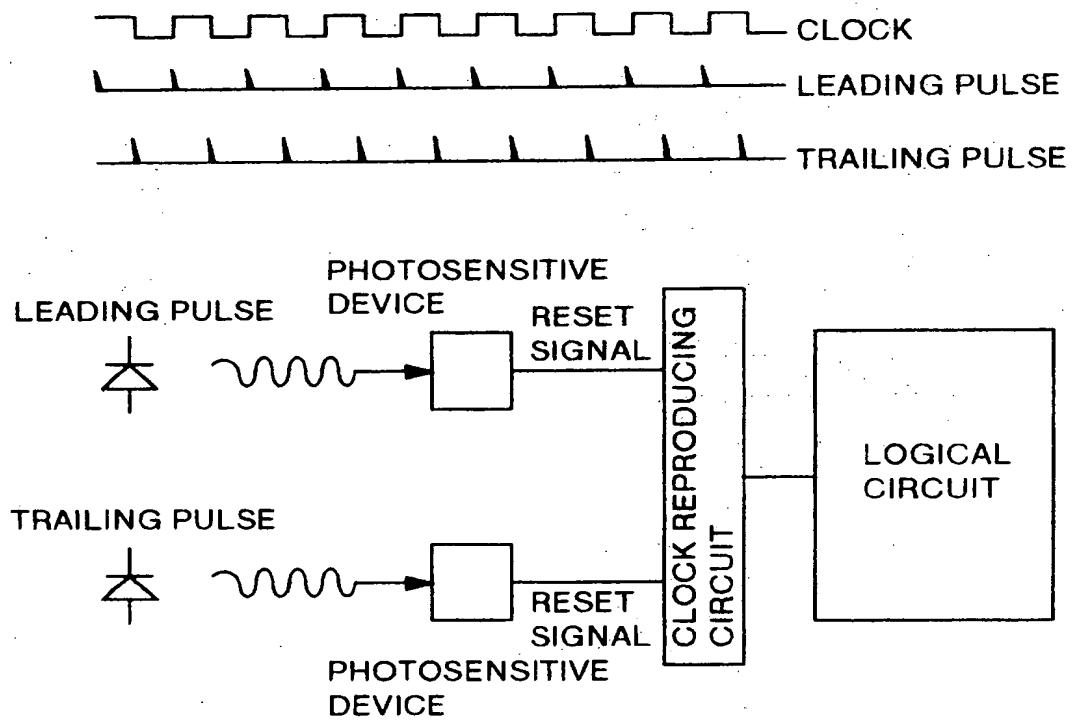 CLOCK
LEADING PULSE
TRAILING PULSE
PHOTOSENSITIVE
DEVICE
LEADING PULSE
RESET
SIGNAL
CLOCK REPRODUCING
CIRCUIT
LOGICAL
CIRCUIT
TRAILING PULSE
RESET
SIGNAL
PHOTOSENSITIVE
DEVICE